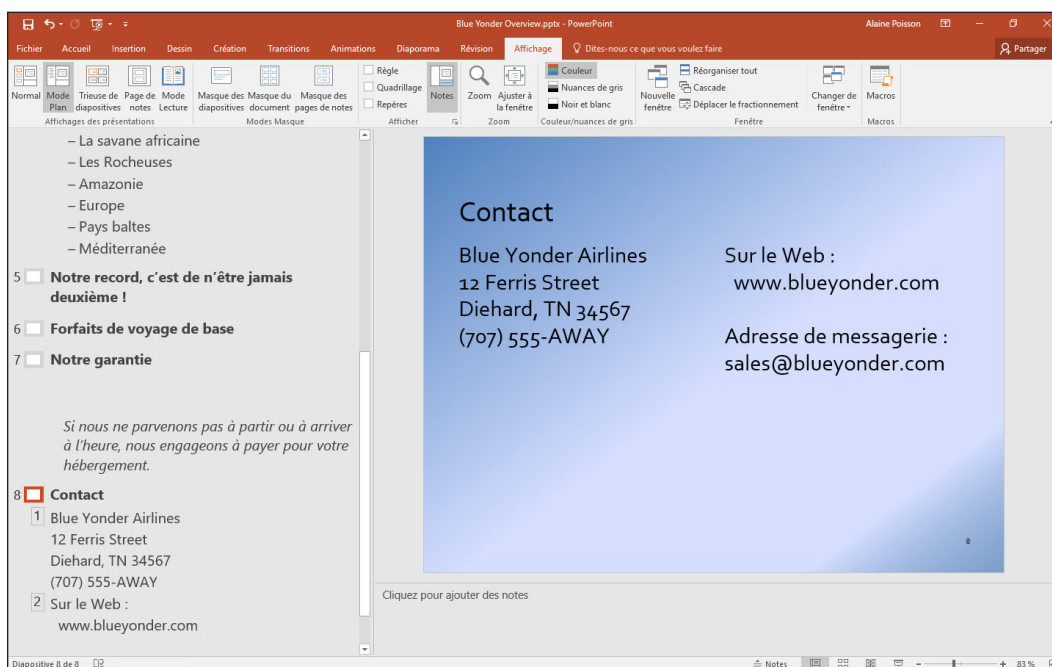 Blue Yonder Overview.pptx - PowerPoint
Alaine Poisson
Fichier Accueil Insertion Dessin Création Transitions Animations Diaporama Révision Affichage Dites-nous ce que vous voulez faire
Partager
Normal
Mode Plan
Trieuse de diapositives
Page de notes
Mode Lecture
Affichages des présentations
Masque des diapositives
Masque du document
Masque des pages de notes
Modes Masque
Règle
Quadrillage
Repères
Notes
Afficher
Zoom
Ajuster à la fenêtre
Zoom
Couleur
Nuances de gris
Noir et blanc
Couleur/nuances de gris
Nouvelle fenêtre
Réorganiser tout
Cascade
Déplacer le fractionnement
Changer de fenêtre
Fenêtre
Macros
Macros
– La savane africaine
– Les Rocheuses
– Amazonie
– Europe
– Pays baltes
– Méditerranée
5 Notre record, c’est de n’être jamais
deuxième !
6 Forfaits de voyage de base
7 Notre garantie
Si nous ne parvenons pas à partir ou à arriver
à l’heure, nous engageons à payer pour votre
hébergement.
8 Contact
1 Blue Yonder Airlines
12 Ferris Street
Diehard, TN 34567
(707) 555-AWAY
2 Sur le Web :
www.blueyonder.com
Contact
Blue Yonder Airlines
12 Ferris Street
Diehard, TN 34567
(707) 555-AWAY
Sur le Web :
www.blueyonder.com
Adresse de messagerie :
sales@blueyonder.com
8
Cliquez pour ajouter des notes
Diapositive 8 de 8
Notes
83 %